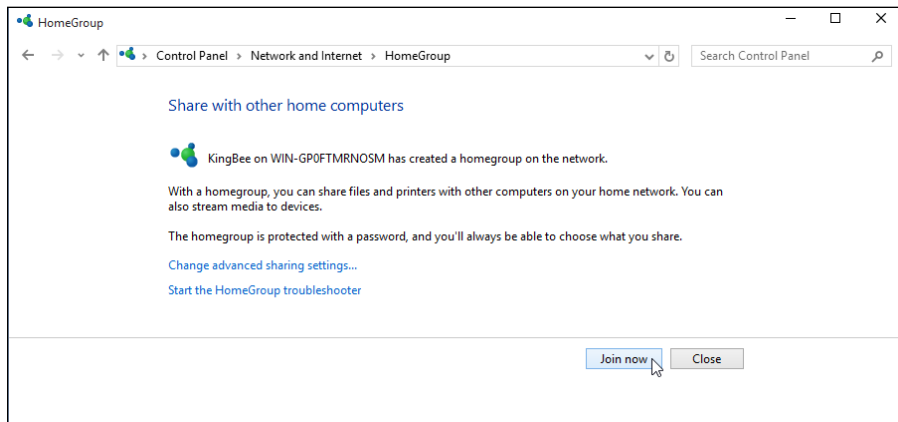 HomeGroup
Control Panel > Network and Internet > HomeGroup
Search Control Panel
Share with other home computers
KingBee on WIN-GP0FTMRNOSM has created a homegroup on the network.
With a homegroup, you can share files and printers with other computers on your home network. You can
also stream media to devices.
The homegroup is protected with a password, and you'll always be able to choose what you share.
Change advanced sharing settings...
Start the HomeGroup troubleshooter
Join now
Close